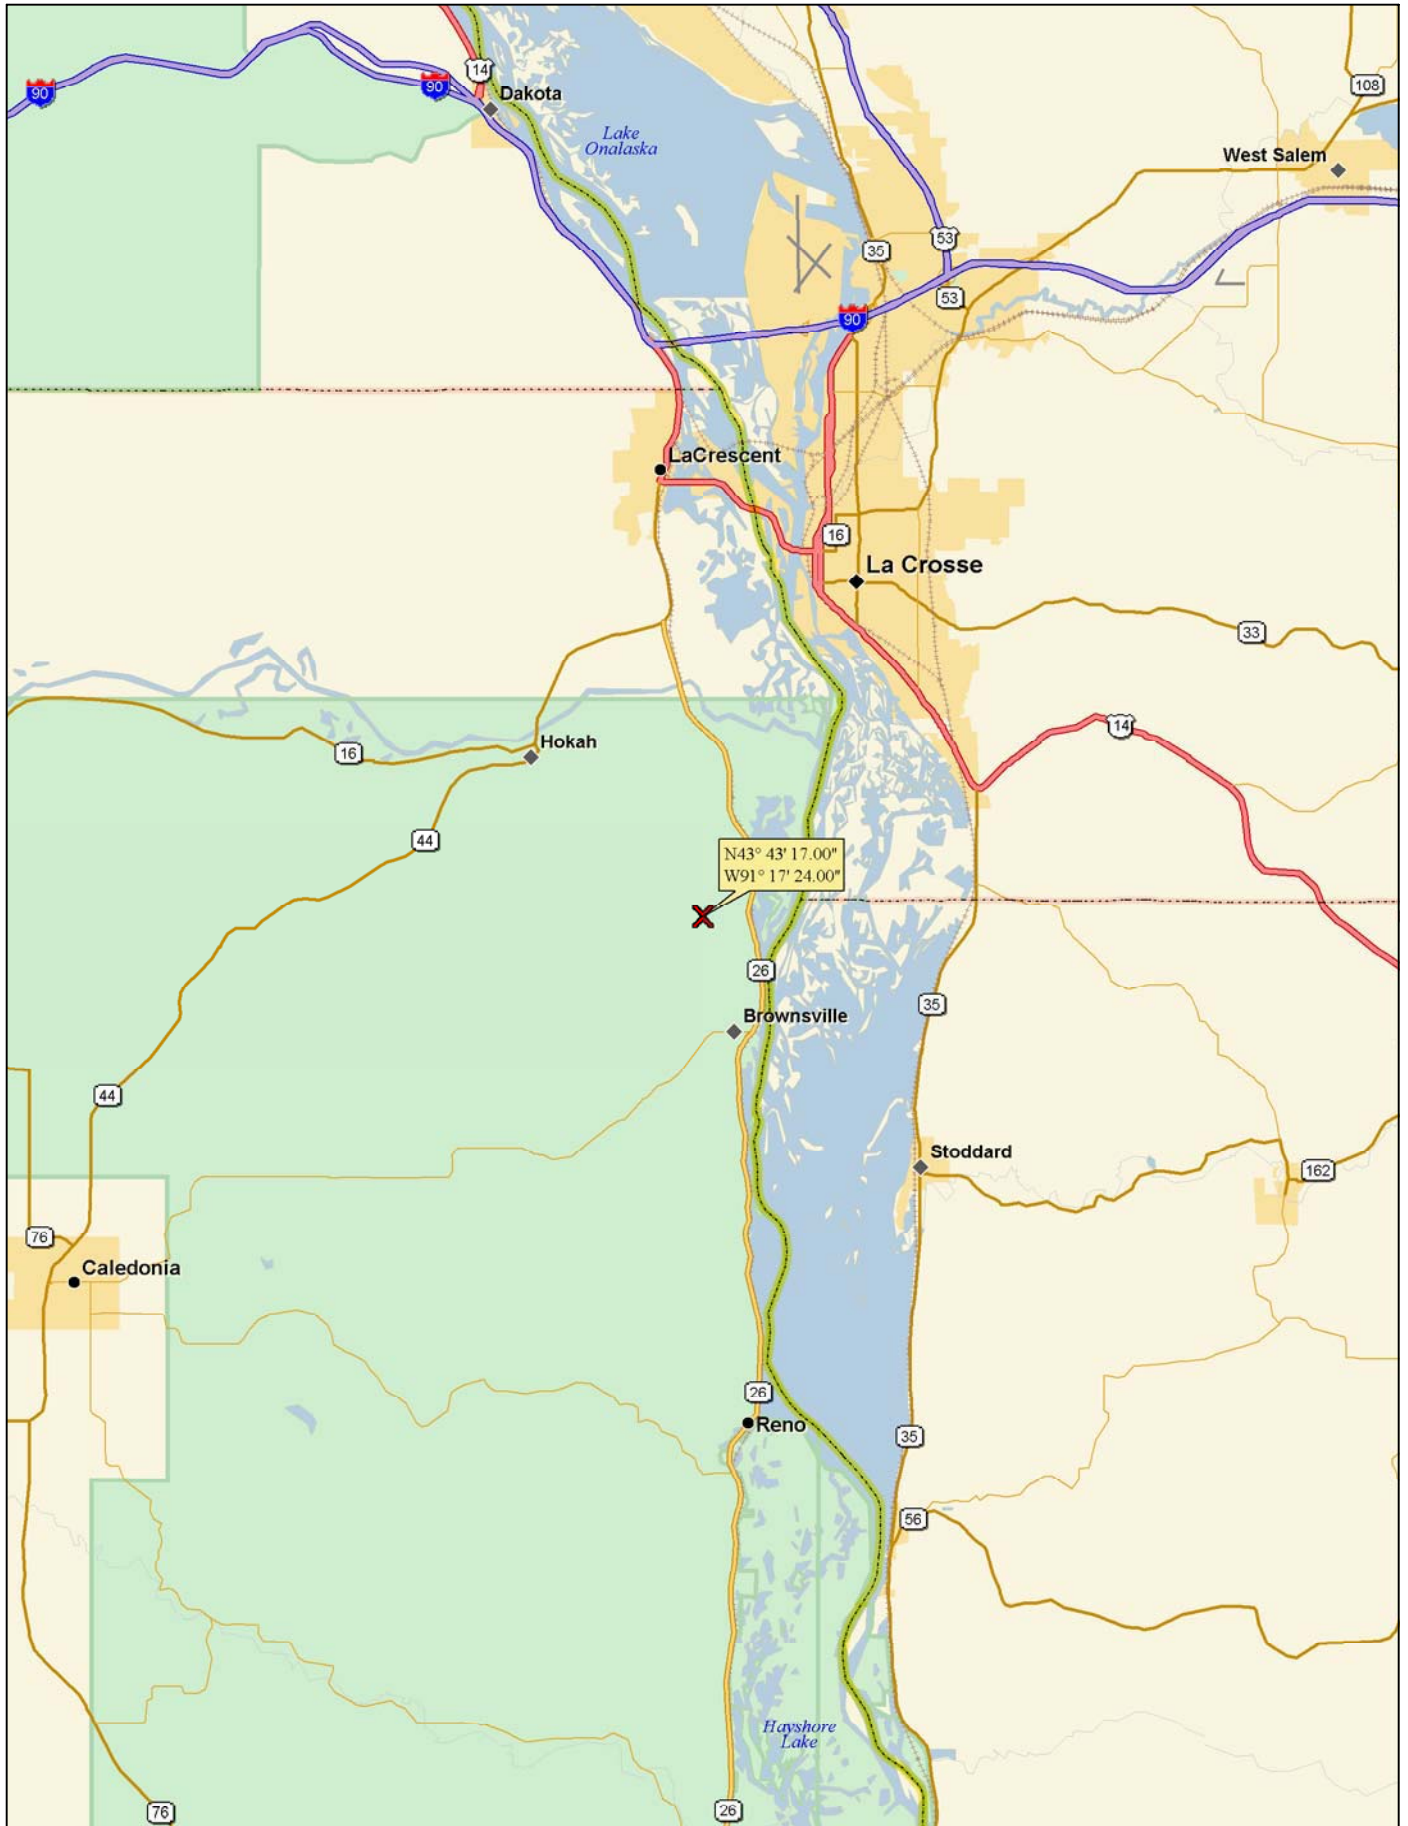 14
90
90
Dakota
108
Lake
Onalaska
West Salem
35
53
53
90
LaCrescent
16
La Crosse
33
14
Hokah
16
44
N43° 43' 17.00"
W91° 17' 24.00"
26
35
Brownsville
44
Stoddard
162
76
Caledonia
26
Reno
35
56
Hayshore
Lake
76
26